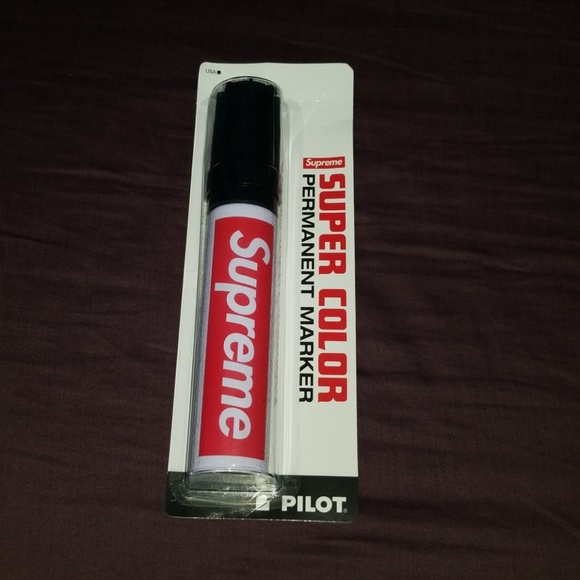 USA
Supreme
SUPER COLOR
PERMANENT MARKER
Supreme
PILOT